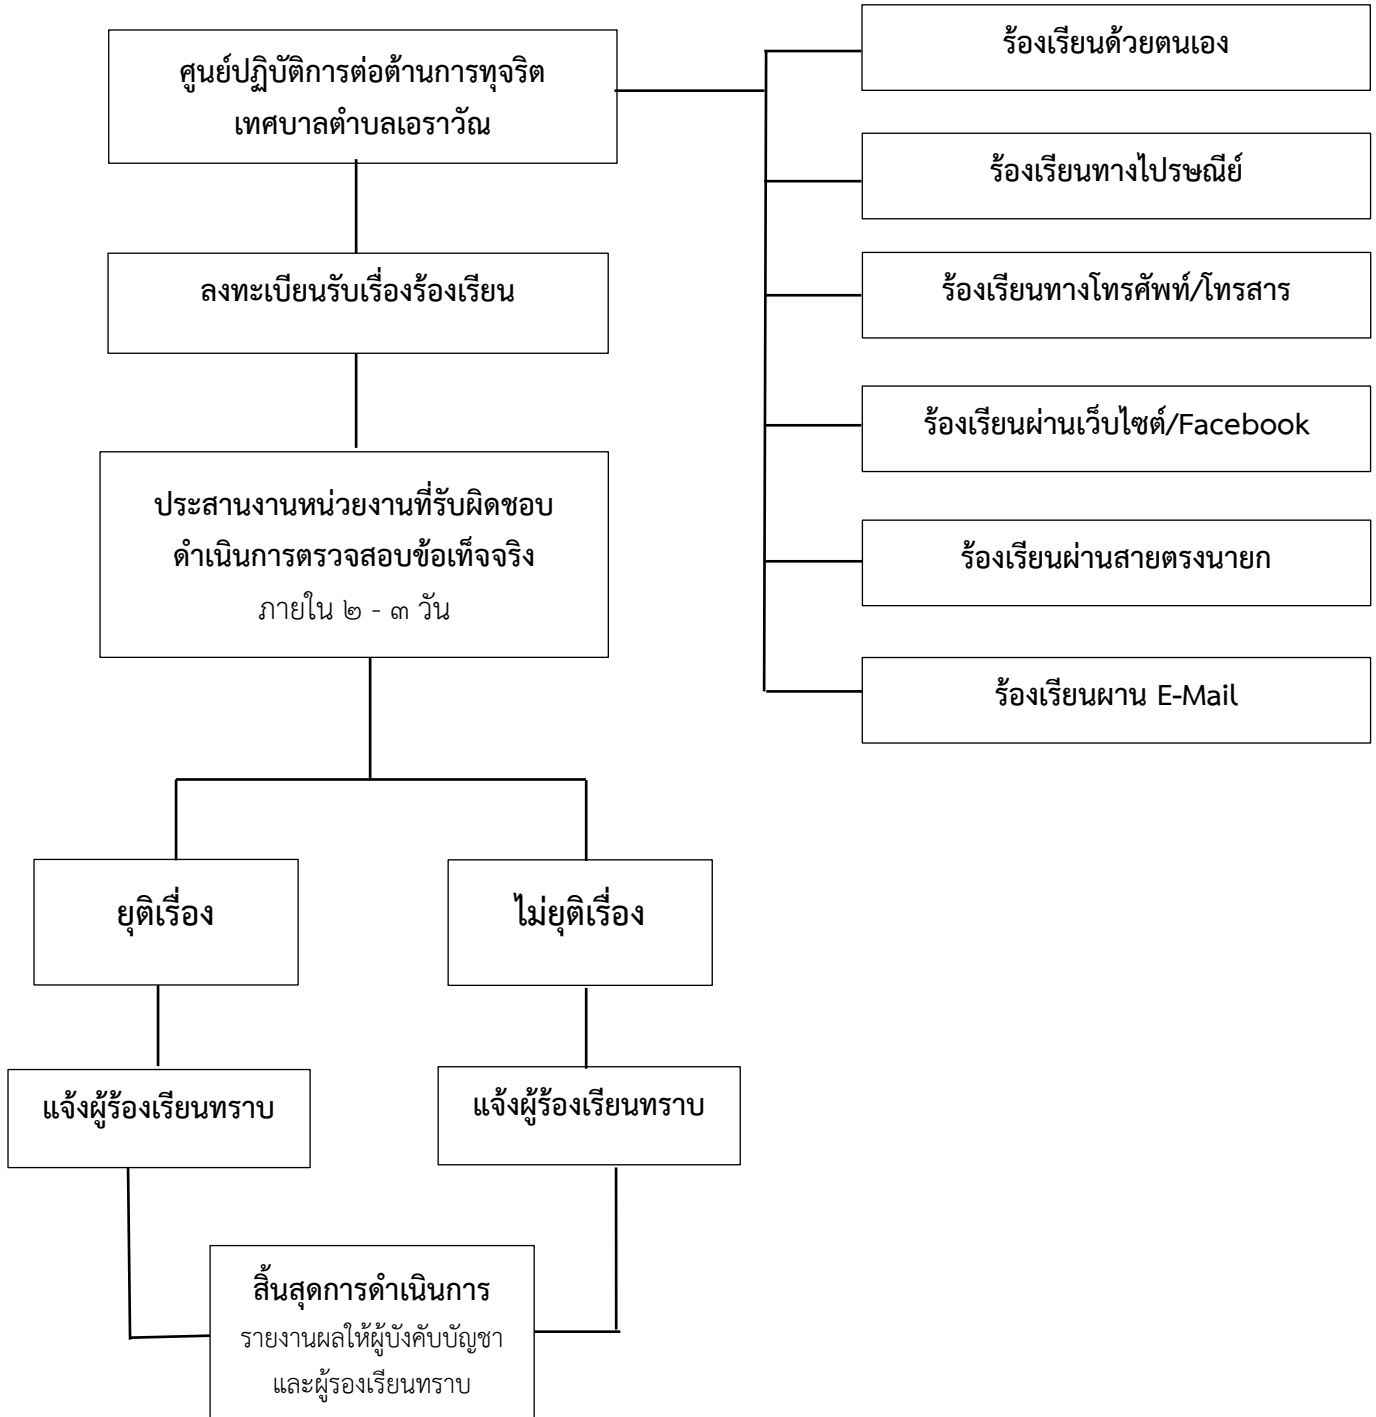 ศูนย์ปฏิบัติการต่อต้านการทุจริต
เทศบาลตำบลเอราวัณ
ร้องเรียนด้วยตนเอง
ร้องเรียนทางไปรษณีย์
ร้องเรียนทางโทรศัพท์/โทรสาร
ร้องเรียนผ่านเว็บไซต์/Facebook
ร้องเรียนผ่านสายตรงนายก
ร้องเรียนผาน E-Mail
ลงทะเบียนรับเรื่องร้องเรียน
ประสานงานหน่วยงานที่รับผิดชอบ
ดำเนินการตรวจสอบข้อเท็จจริง
ภายใน ๒ - ๓ วัน
ยุติเรื่อง
ไม่ยุติเรื่อง
แจ้งผู้ร้องเรียนทราบ
แจ้งผู้ร้องเรียนทราบ
สิ้นสุดการดำเนินการ
รายงานผลให้ผู้บังคับบัญชา
และผู้รองเรียนทราบ